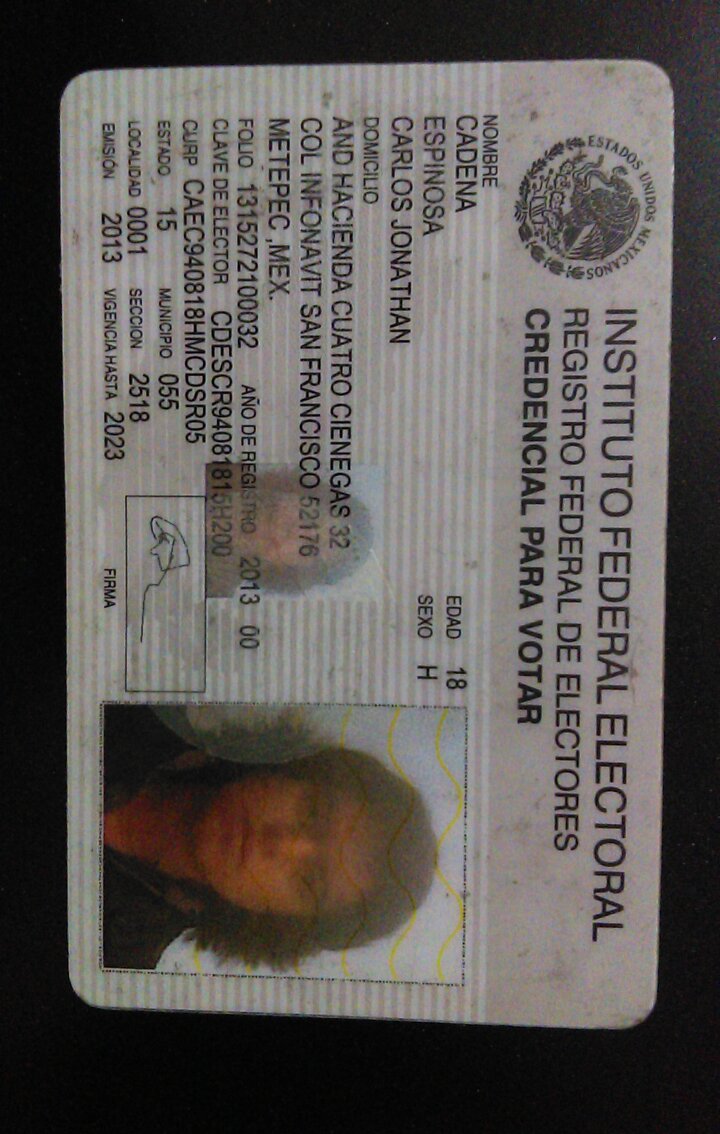 ESTADOS UNIDOS MEXICANOS
INSTITUTO FEDERAL ELECTORAL
REGISTRO FEDERAL DE ELECTORES
CREDENCIAL PARA VOTAR
NOMBRE
CADENA
ESPINOSA
CARLOS JONATHAN
EDAD 18
SEXO H
DOMICILIO
AND HACIENDA CUATRO CIENEGAS 32
COL INFONAVIT SAN FRANCISCO 52176
METEPEC ,MEX.
FOLIO 1315272100032 AÑO DE REGISTRO 2013 00
CLAVE DE ELECTOR CDESCR94081815H200
CURP CAEC940818HMCDSR05
ESTADO 15 MUNICIPIO 055
LOCALIDAD 0001 SECCION 2518
EMISIÓN 2013 VIGENCIA HASTA 2023
FIRMA